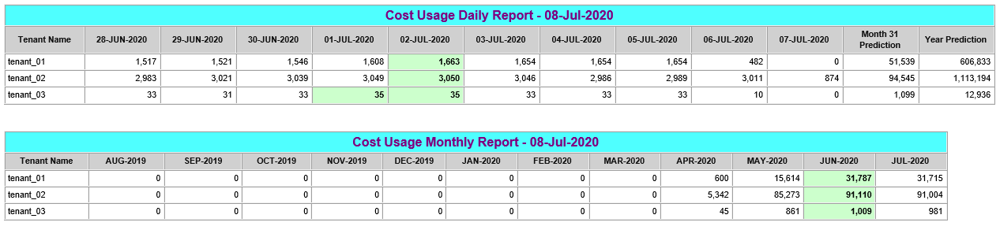 Cost Usage Daily Report - 08-Jul-2020
Tenant Name 28-JUN-2020 29-JUN-2020 30-JUN-2020 01-JUL-2020 02-JUL-2020 03-JUL-2020 04-JUL-2020 05-JUL-2020 06-JUL-2020 07-JUL-2020 Month 31 Prediction Year Prediction
tenant_01 1,517 1,521 1,546 1,608 1,663 1,654 1,654 1,654 482 0 51,539 606,833
tenant_02 2,983 3,021 3,039 3,049 3,050 3,046 2,986 2,989 3,011 874 94,545 1,113,194
tenant_03 33 31 33 35 35 33 33 33 10 0 1,099 12,936
Cost Usage Monthly Report - 08-Jul-2020
Tenant Name AUG-2019 SEP-2019 OCT-2019 NOV-2019 DEC-2019 JAN-2020 FEB-2020 MAR-2020 APR-2020 MAY-2020 JUN-2020 JUL-2020
tenant_01 0 0 0 0 0 0 0 0 600 15,614 31,787 31,715
tenant_02 0 0 0 0 0 0 0 0 5,342 85,273 91,110 91,004
tenant_03 0 0 0 0 0 0 0 0 45 861 1,009 981